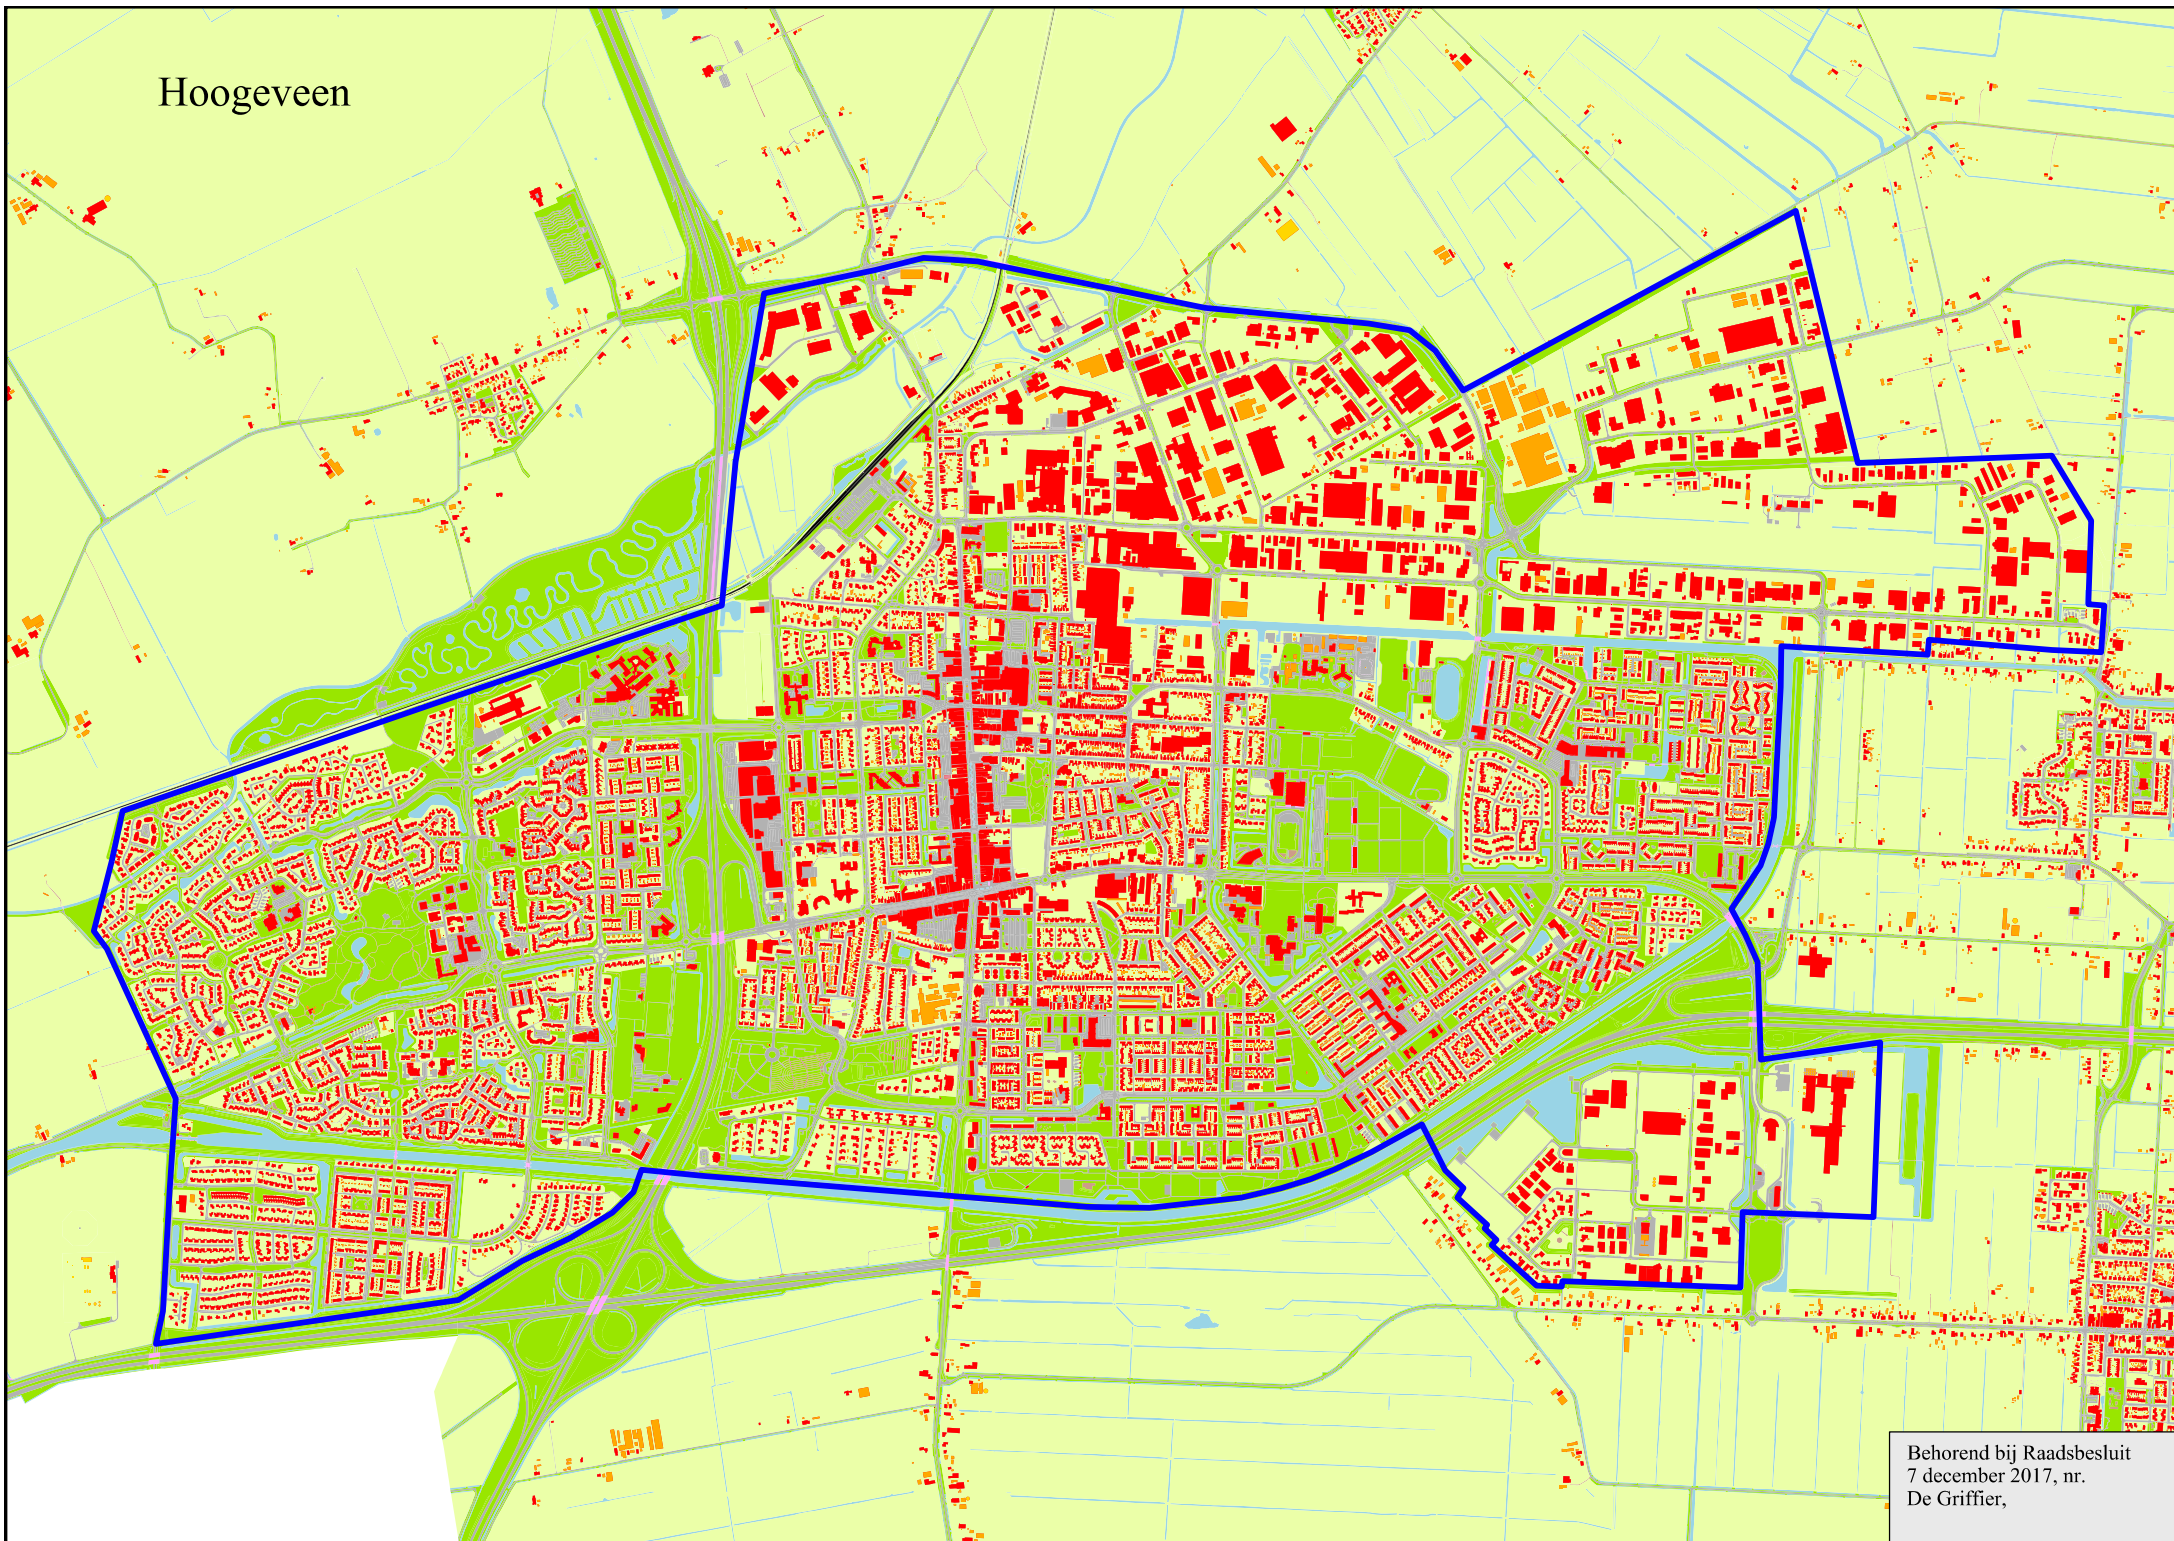 Hoogeveen
Behorend bij Raadsbesluit
7 december 2017, nr.
De Griffier,